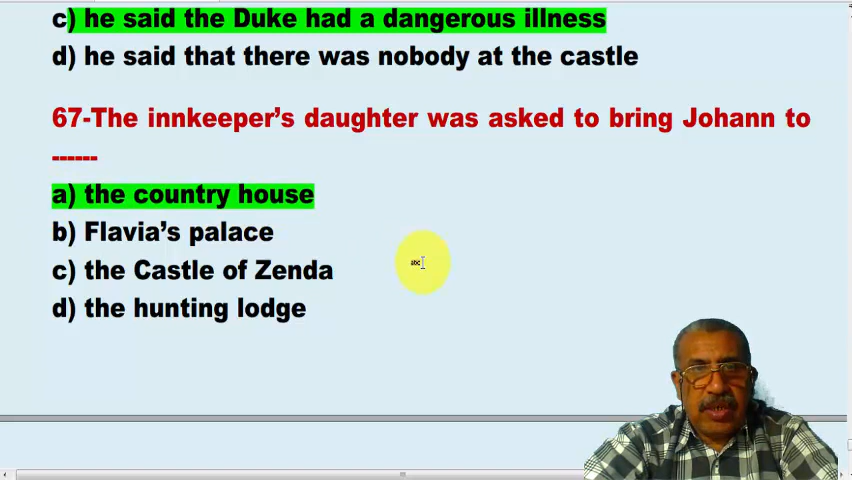 c) he said the Duke had a dangerous illness
d) he said that there was nobody at the castle
67-The innkeeper's daughter was asked to bring Johann to
------
a) the country house
b) Flavia's palace
c) the Castle of Zenda
d) the hunting lodge